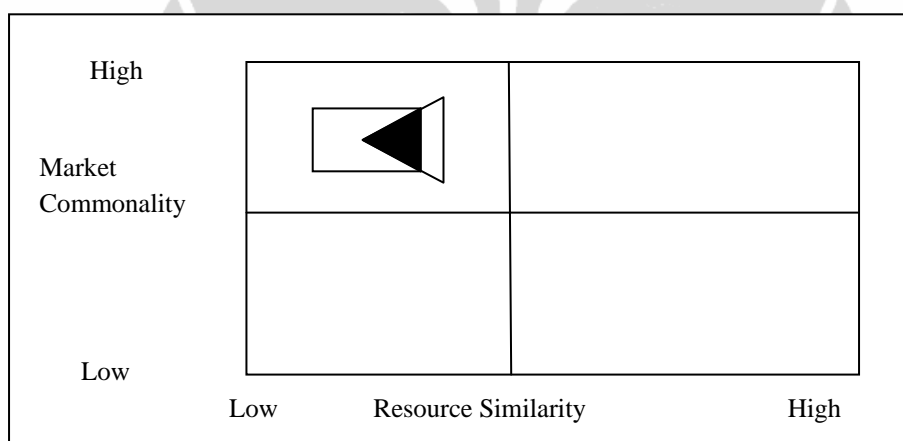 High
Market
Commonality
Low
Low Resource Similarity High